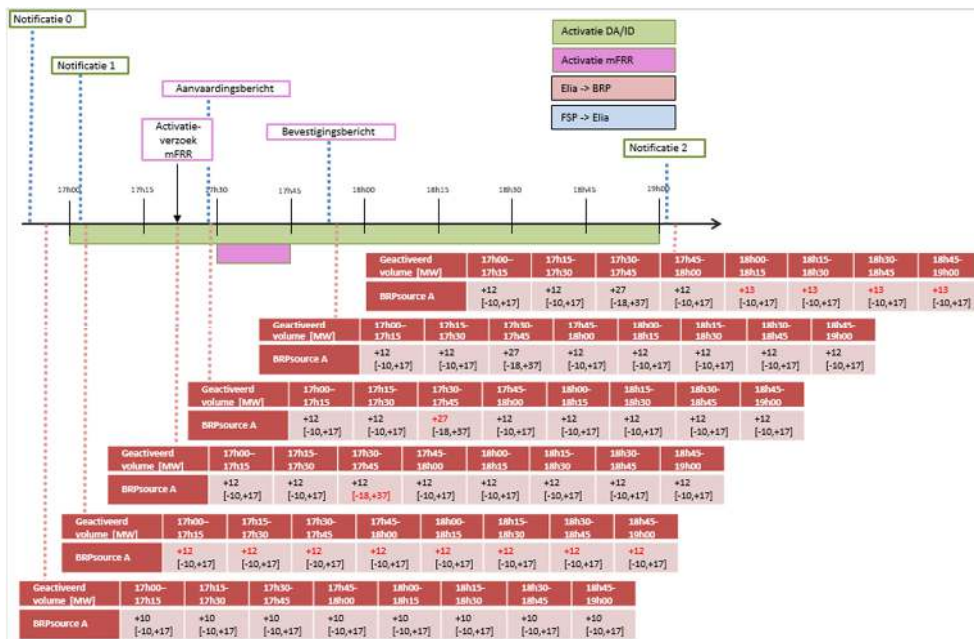 Notificatie 0
Activatie DA/ID
Notificatie 1
Activatie mFRR
Aanvaardingsbericht
Elia -> BRP
Activatie-
verzoek
mFRR
Bevestigingsbericht
FSP -> Elia
Notificatie 2
17h00 17h15 17h30 17h45 18h00 18h15 18h30 18h45 19h00
Geactiveerd 17h00– 17h15- 17h30- 17h45- 18h00- 18h15- 18h30- 18h45-
volume [MW] 17h15 17h30 17h45 18h00 18h15 18h30 18h45 19h00
BRPsource A +12 +12 +27 +12 +13 +13 +13 +13
[-10,+17] [-10,+17] [-18,+37] [-10,+17] [-10,+17] [-10,+17] [-10,+17] [-10,+17]
Geactiveerd 17h00– 17h15- 17h30- 17h45- 18h00- 18h15- 18h30- 18h45-
volume [MW] 17h15 17h30 17h45 18h00 18h15 18h30 18h45 19h00
BRPsource A +12 +12 +27 +12 +12 +12 +12 +12
[-10,+17] [-10,+17] [-18,+37] [-10,+17] [-10,+17] [-10,+17] [-10,+17] [-10,+17]
Geactiveerd 17h00– 17h15- 17h30- 17h45- 18h00- 18h15- 18h30- 18h45-
volume [MW] 17h15 17h30 17h45 18h00 18h15 18h30 18h45 19h00
BRPsource A +12 +12 +27 +12 +12 +12 +12 +12
[-10,+17] [-10,+17] [-18,+37] [-10,+17] [-10,+17] [-10,+17] [-10,+17] [-10,+17]
Geactiveerd 17h00– 17h15- 17h30- 17h45- 18h00- 18h15- 18h30- 18h45-
volume [MW] 17h15 17h30 17h45 18h00 18h15 18h30 18h45 19h00
BRPsource A +12 +12 +12 +12 +12 +12 +12 +12
[-10,+17] [-10,+17] [-18,+37] [-10,+17] [-10,+17] [-10,+17] [-10,+17] [-10,+17]
Geactiveerd 17h00– 17h15- 17h30- 17h45- 18h00- 18h15- 18h30- 18h45-
volume [MW] 17h15 17h30 17h45 18h00 18h15 18h30 18h45 19h00
BRPsource A +12 +12 +12 +12 +12 +12 +12 +12
[-10,+17] [-10,+17] [-10,+17] [-10,+17] [-10,+17] [-10,+17] [-10,+17] [-10,+17]
Geactiveerd 17h00– 17h15- 17h30- 17h45- 18h00- 18h15- 18h30- 18h45-
volume [MW] 17h15 17h30 17h45 18h00 18h15 18h30 18h45 19h00
BRPsource A +10 +10 +10 +10 +10 +10 +10 +10
[-10,+17] [-10,+17] [-10,+17] [-10,+17] [-10,+17] [-10,+17] [-10,+17] [-10,+17]